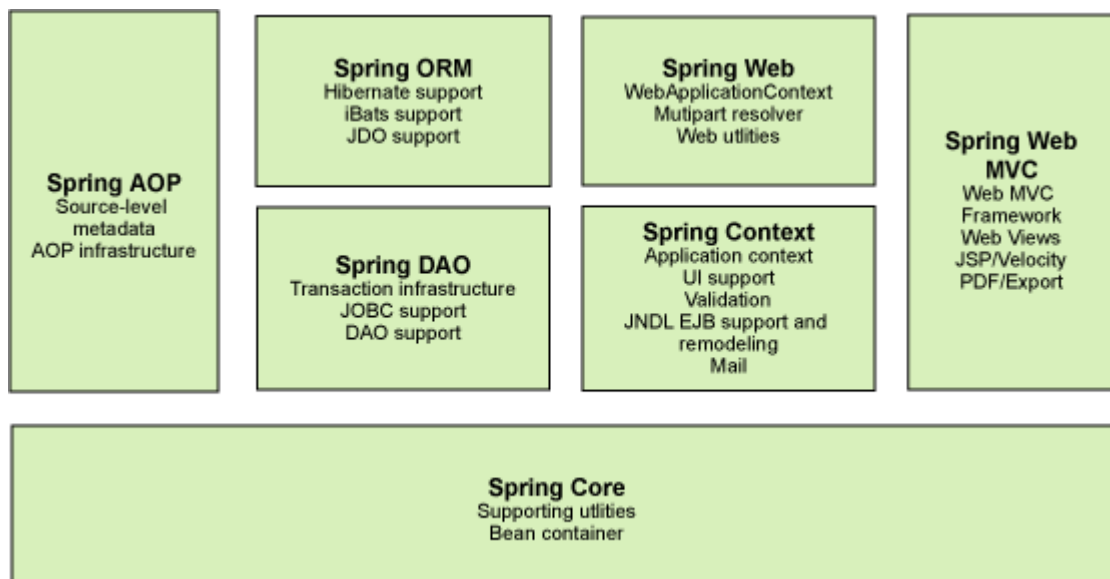 Spring AOP
Source-level
metadata
AOP infrastructure
Spring ORM
Hibernate support
iBats support
JDO support
Spring DAO
Transaction infrastructure
JOBC support
DAO support
Spring Web
WebApplicationContext
Mutipart resolver
Web utlities
Spring Context
Application context
UI support
Validation
JNDL EJB support and
remodeling
Mail
Spring Web
MVC
Web MVC
Framework
Web Views
JSP/Velocity
PDF/Export
Spring Core
Supporting utlities
Bean container